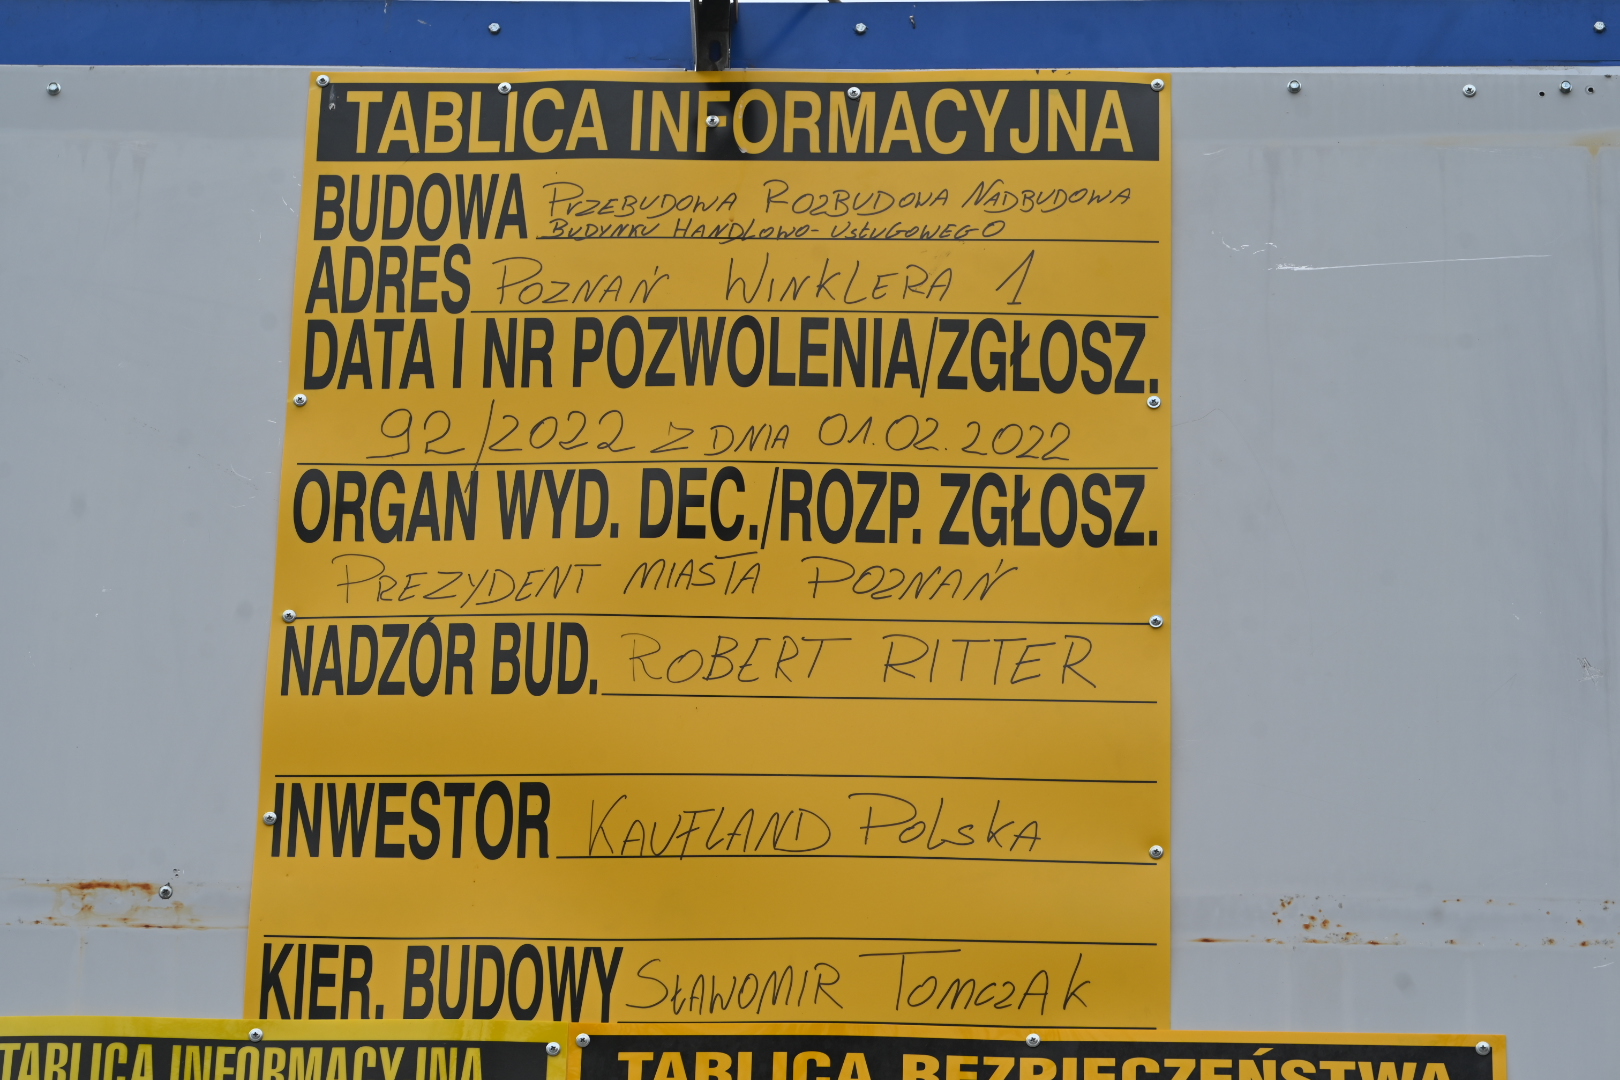 TABLICA INFORMACYJNA
BUDOWA PRZEBUDOWA ROZBUDOWA NADBUDOWA
BUDYNKU HANDLOWO-USŁUGOWEGO
ADRES POZNAŃ WINKLERA 1
DATA I NR POZWOLENIA/ZGŁOSZ.
92/2022 Z DNIA 01.02.2022
ORGAN WYD. DEC./ROZP. ZGŁOSZ.
PREZYDENT MIASTA POZNAŃ
NADZÓR BUD. ROBERT RITTER
INWESTOR KAUFLAND POLSKA
KIER. BUDOWY SŁAWOMIR TOMCZAK
TABLICA INFORMACYJNA
TABLICA BEZPIECZEŃSTWA